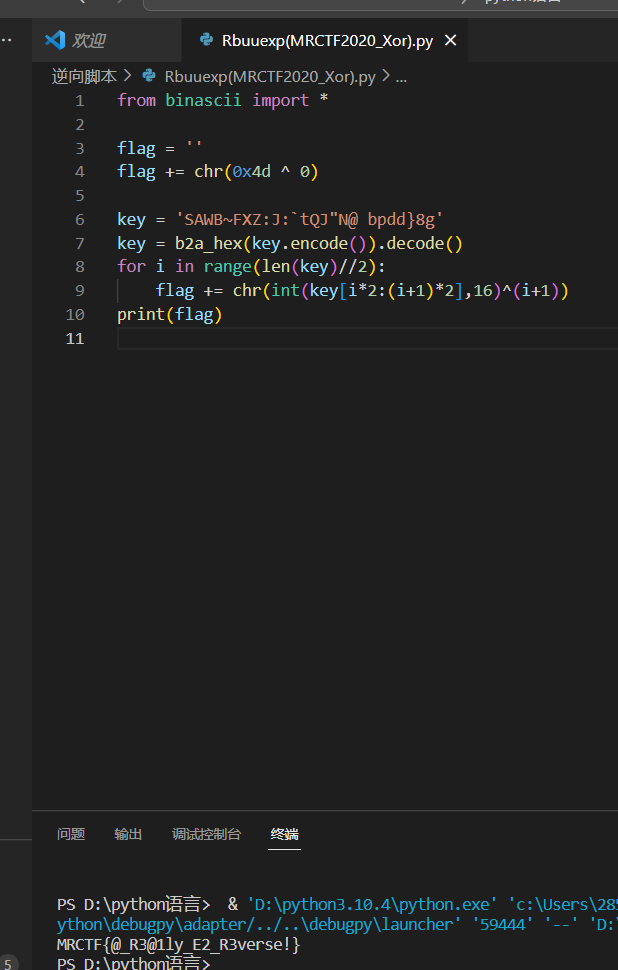 欢迎
Rbuuexp(MRCTF2020_Xor).py
逆向脚本 > Rbuuexp(MRCTF2020_Xor).py > ...
1 from binascii import *
2
3 flag = ''
4 flag += chr(0x4d ^ 0)
5
6 key = 'SAWB~FXZ:J:`tQJ"N@ bpdd}8g'
7 key = b2a_hex(key.encode()).decode()
8 for i in range(len(key)//2):
9 flag += chr(int(key[i*2:(i+1)*2],16)^(i+1))
10 print(flag)
11
问题 输出 调试控制台 终端
PS D:\python语言> & 'D:\python3.10.4\python.exe' 'c:\Users\285
ython\debugpy\adapter/../..\debugpy\launcher' '59444' '--' 'D:\
MRCTF{@_R3@1ly_E2_R3verse!}
PS D:\python语言>
5